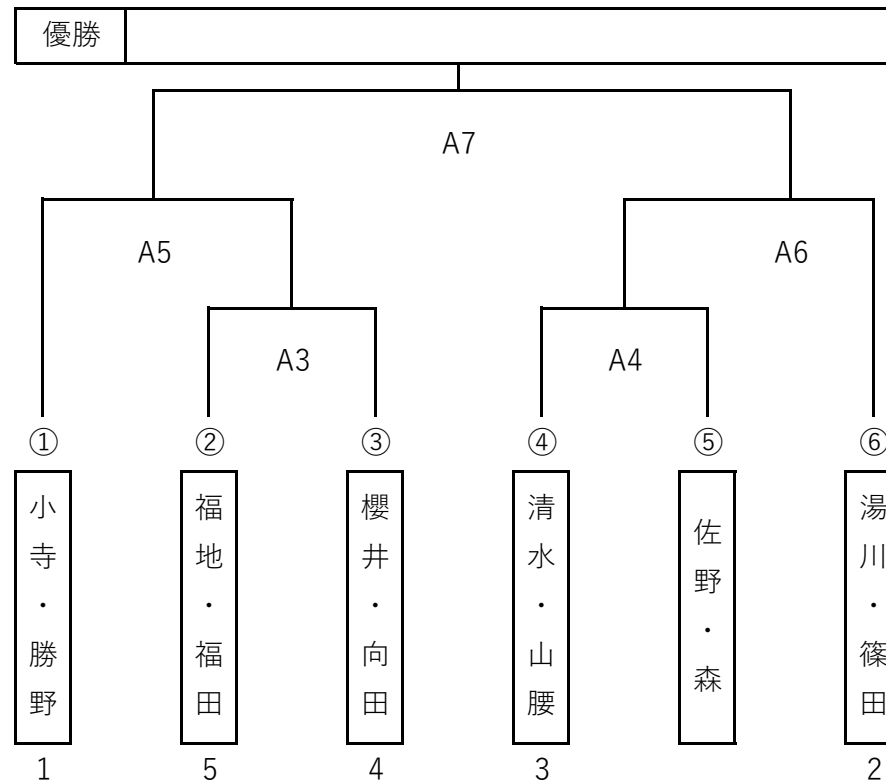 優勝
A7
A5
A6
A3
A4
①
②
③
④
⑤
⑥
小寺・勝野
福地・福田
櫻井・向田
清水・山腰
佐野・森
湯川・篠田
1
5
4
3
2